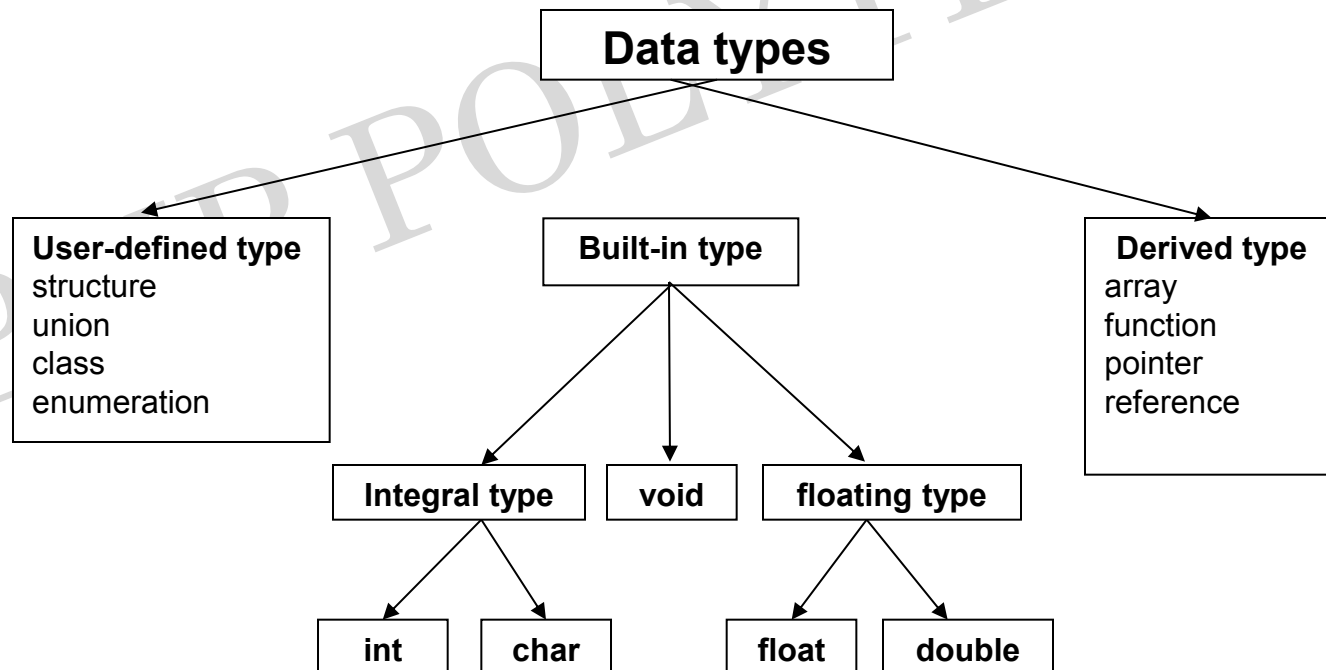 Data types
User-defined type
structure
union
class
enumeration
Built-in type
Derived type
array
function
pointer
reference
Integral type
void
floating type
int
char
float
double